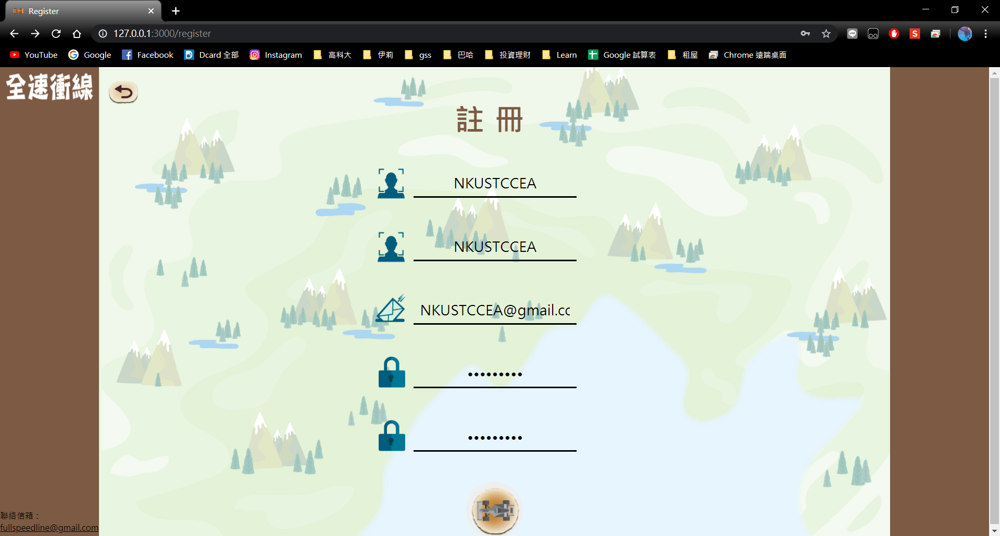 Register
127.0.0.1:3000/register
YouTube Google Facebook Dcard 全部 Instagram 高科大 伊莉 gss 巴哈 投資理財 Learn Google 試算表 租屋 Chrome 遠端桌面
全速衝線
註冊
NKUSTCCEA
NKUSTCCEA
NKUSTCCEA@gmail.cc
•••••••••
•••••••••
聯絡信箱：
fullspeedline@gmail.com